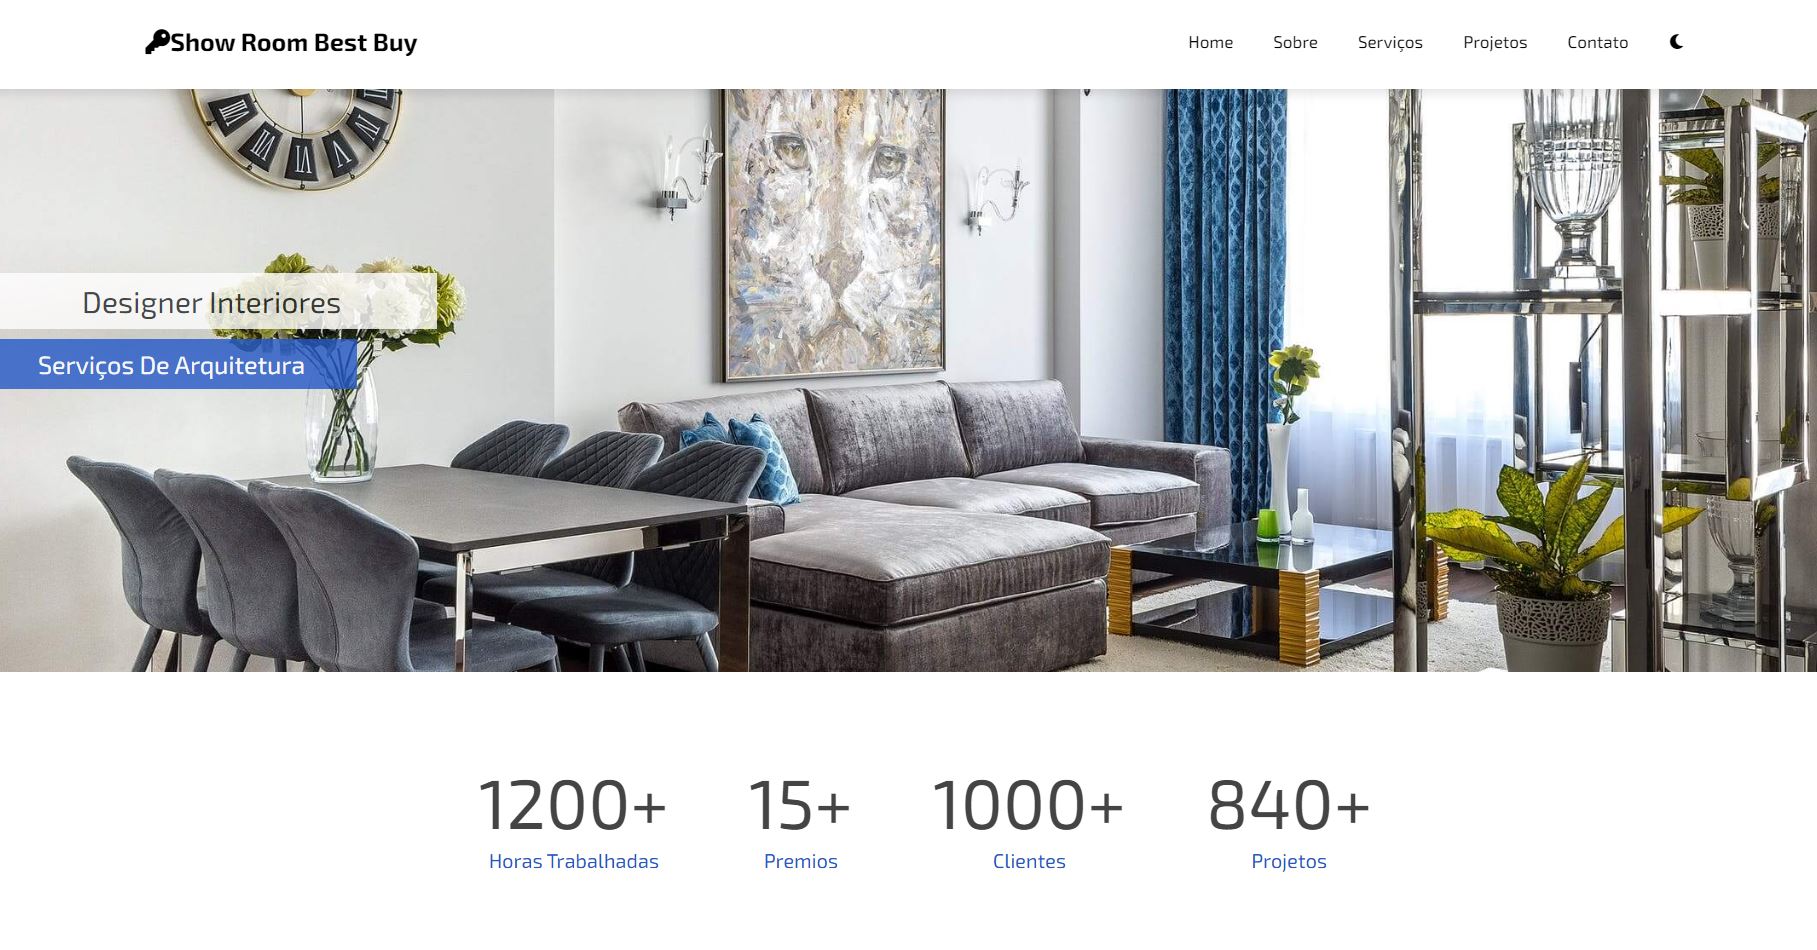 Show Room Best Buy
Home Sobre Serviços Projetos Contato
Designer Interiores
Serviços De Arquitetura
1200+ 15+ 1000+ 840+
Horas Trabalhadas Premios Clientes Projetos